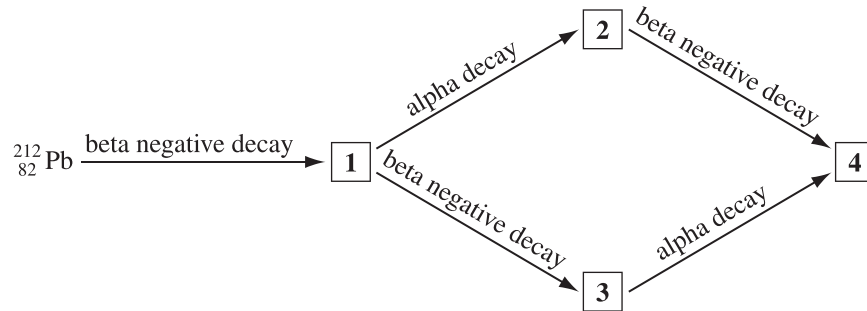 2
alpha decay
beta negative decay
²¹²₈₂Pb
beta negative decay
1
4
beta negative decay
alpha decay
3